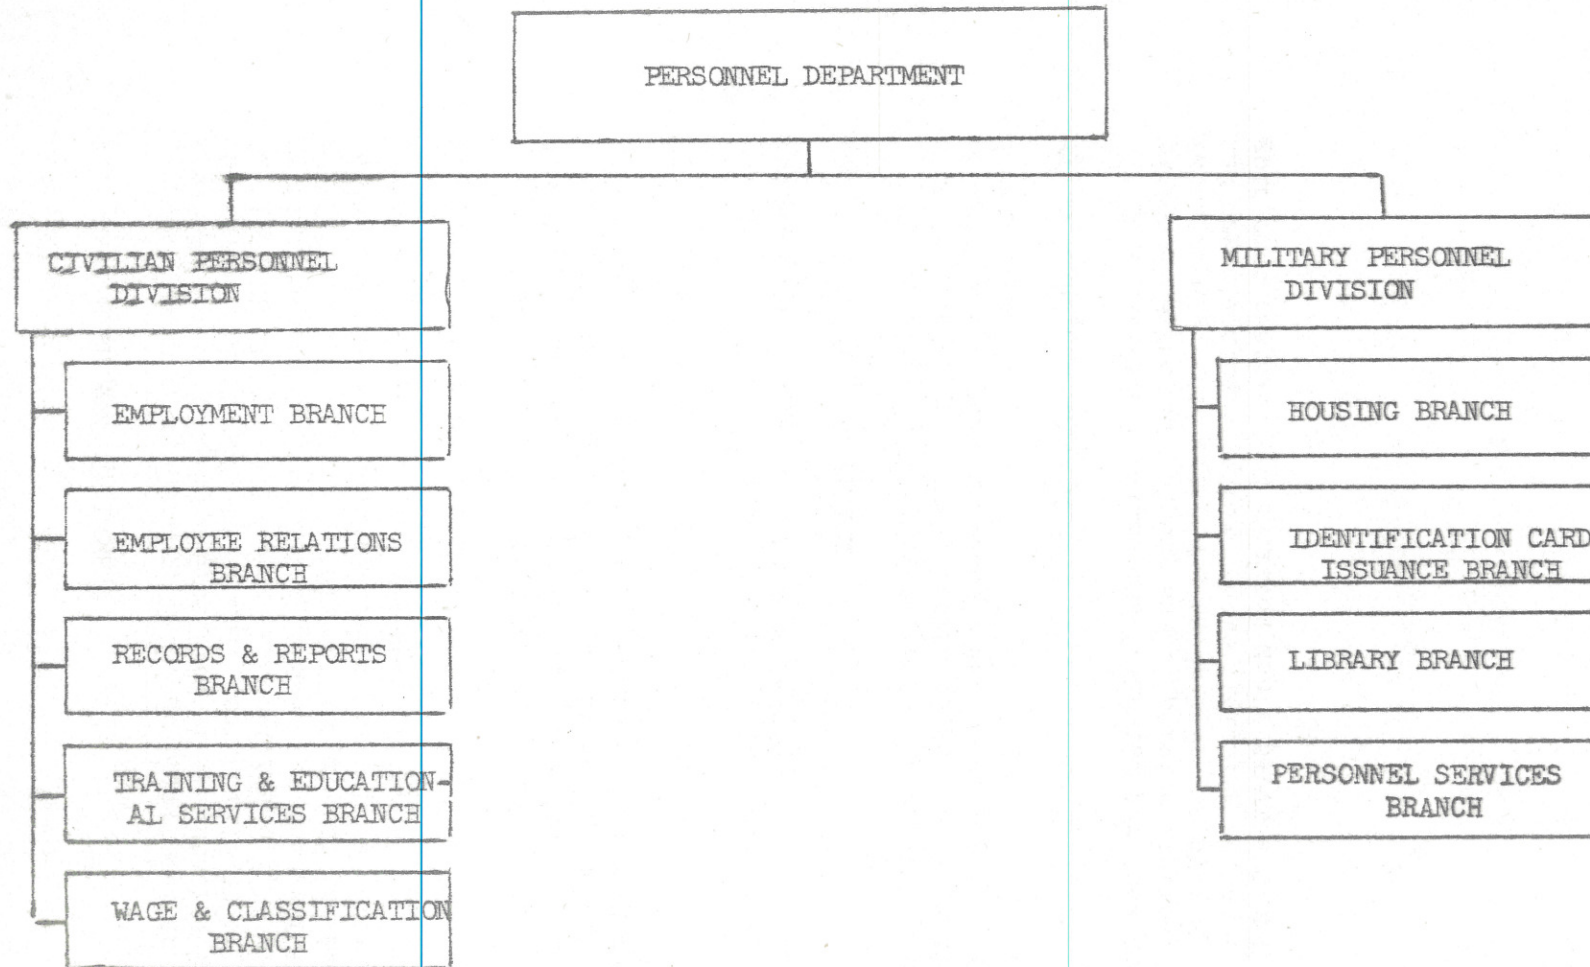 PERSONNEL DEPARTMENT
CIVILIAN PERSONNEL
DIVISION
EMPLOYMENT BRANCH
EMPLOYEE RELATIONS
BRANCH
RECORDS & REPORTS
BRANCH
TRAINING & EDUCATION-
AL SERVICES BRANCH
WAGE & CLASSIFICATION
BRANCH
MILITARY PERSONNEL
DIVISION
HOUSING BRANCH
IDENTIFICATION CARD
ISSUANCE BRANCH
LIBRARY BRANCH
PERSONNEL SERVICES
BRANCH